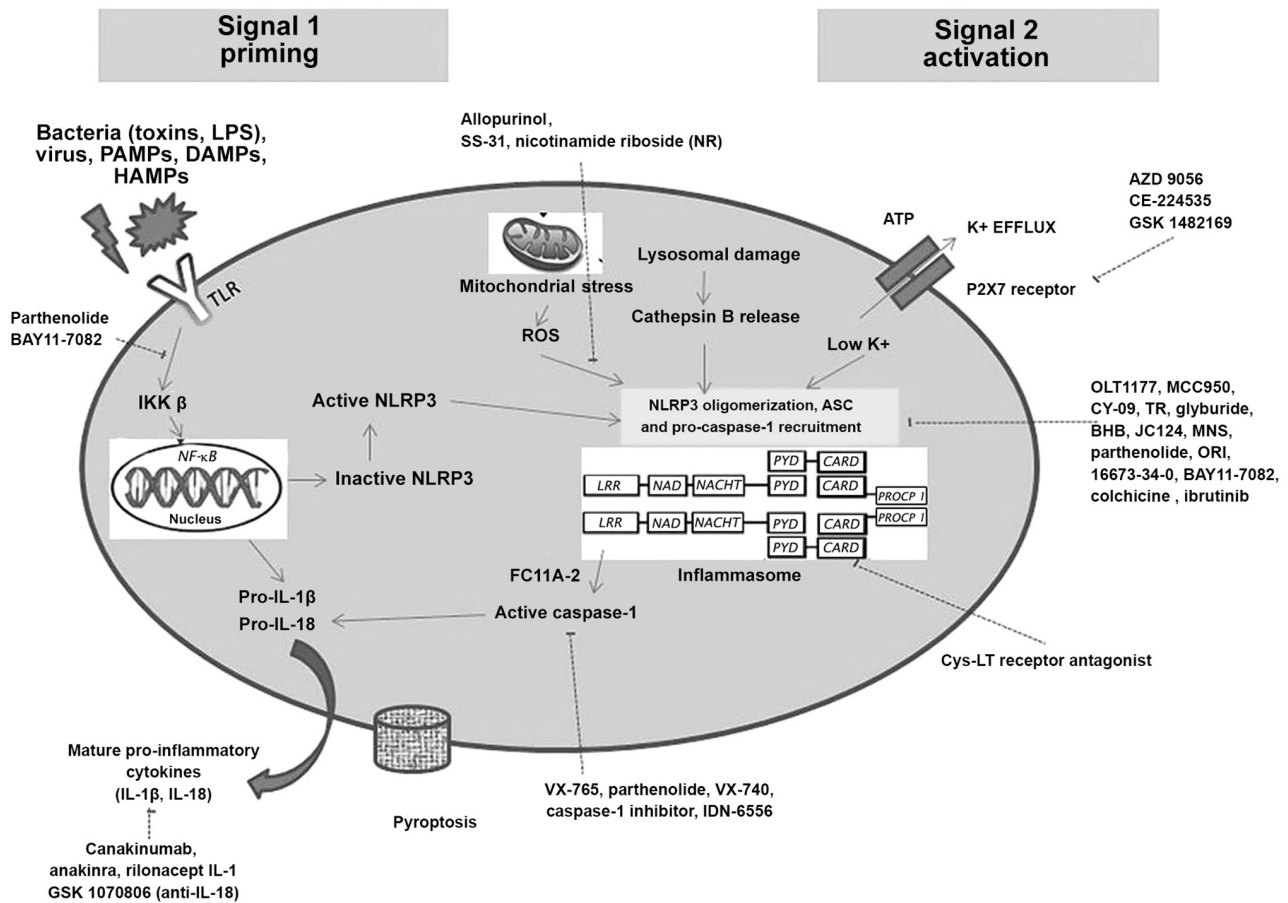 Signal 1
priming
Signal 2
activation
Bacteria (toxins, LPS),
virus, PAMPs, DAMPs,
HAMPs
Allopurinol,
SS-31, nicotinamide riboside (NR)
AZD 9056
CE-224535
GSK 1482169
ATP
K+ EFFLUX
P2X7 receptor
TLR
Lysosomal damage
Mitochondrial stress
Cathepsin B release
ROS
Low K+
Parthenolide
BAY11-7082
IKK β
Active NLRP3
NLRP3 oligomerization, ASC
and pro-caspase-1 recruitment
OLT1177, MCC950,
CY-09, TR, glyburide,
BHB, JC124, MNS,
parthenolide, ORI,
16673-34-0, BAY11-7082,
colchicine , ibrutinib
NF-κB
Nucleus
Inactive NLRP3
PYD CARD
LRR NAD NACHT PYD CARD PROCP 1
LRR NAD NACHT PYD CARD PROCP 1
PYD CARD
Inflammasome
FC11A-2
Active caspase-1
Pro-IL-1β
Pro-IL-18
Cys-LT receptor antagonist
Mature pro-inflammatory
cytokines
(IL-1β, IL-18)
Pyroptosis
VX-765, parthenolide, VX-740,
caspase-1 inhibitor, IDN-6556
Canakinumab,
anakinra, rilonacept IL-1
GSK 1070806 (anti-IL-18)